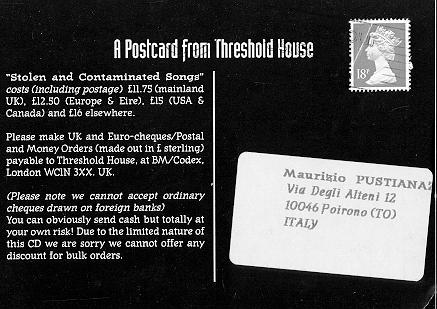 A Postcard from Threshold House
"Stolen and Contaminated Songs"
costs (including postage) £11.75 (mainland
UK), £12.50 (Europe & Eire), £15 (USA &
Canada) and £16 elsewhere.
Please make UK and Euro-cheques/Postal
and Money Orders (made out in £ sterling)
payable to Threshold House, at BM/Codex,
London WC1N 3XX. UK.
(Please note we cannot accept ordinary
cheques drawn on foreign banks)
You can obviously send cash but totally at
your own risk! Due to the limited nature of
this CD we are sorry we cannot offer any
discount for bulk orders.
18P
Maurizio PUSTIANAZ
Via Degli Alteni 12
10046 Poirono (TO)
ITALY